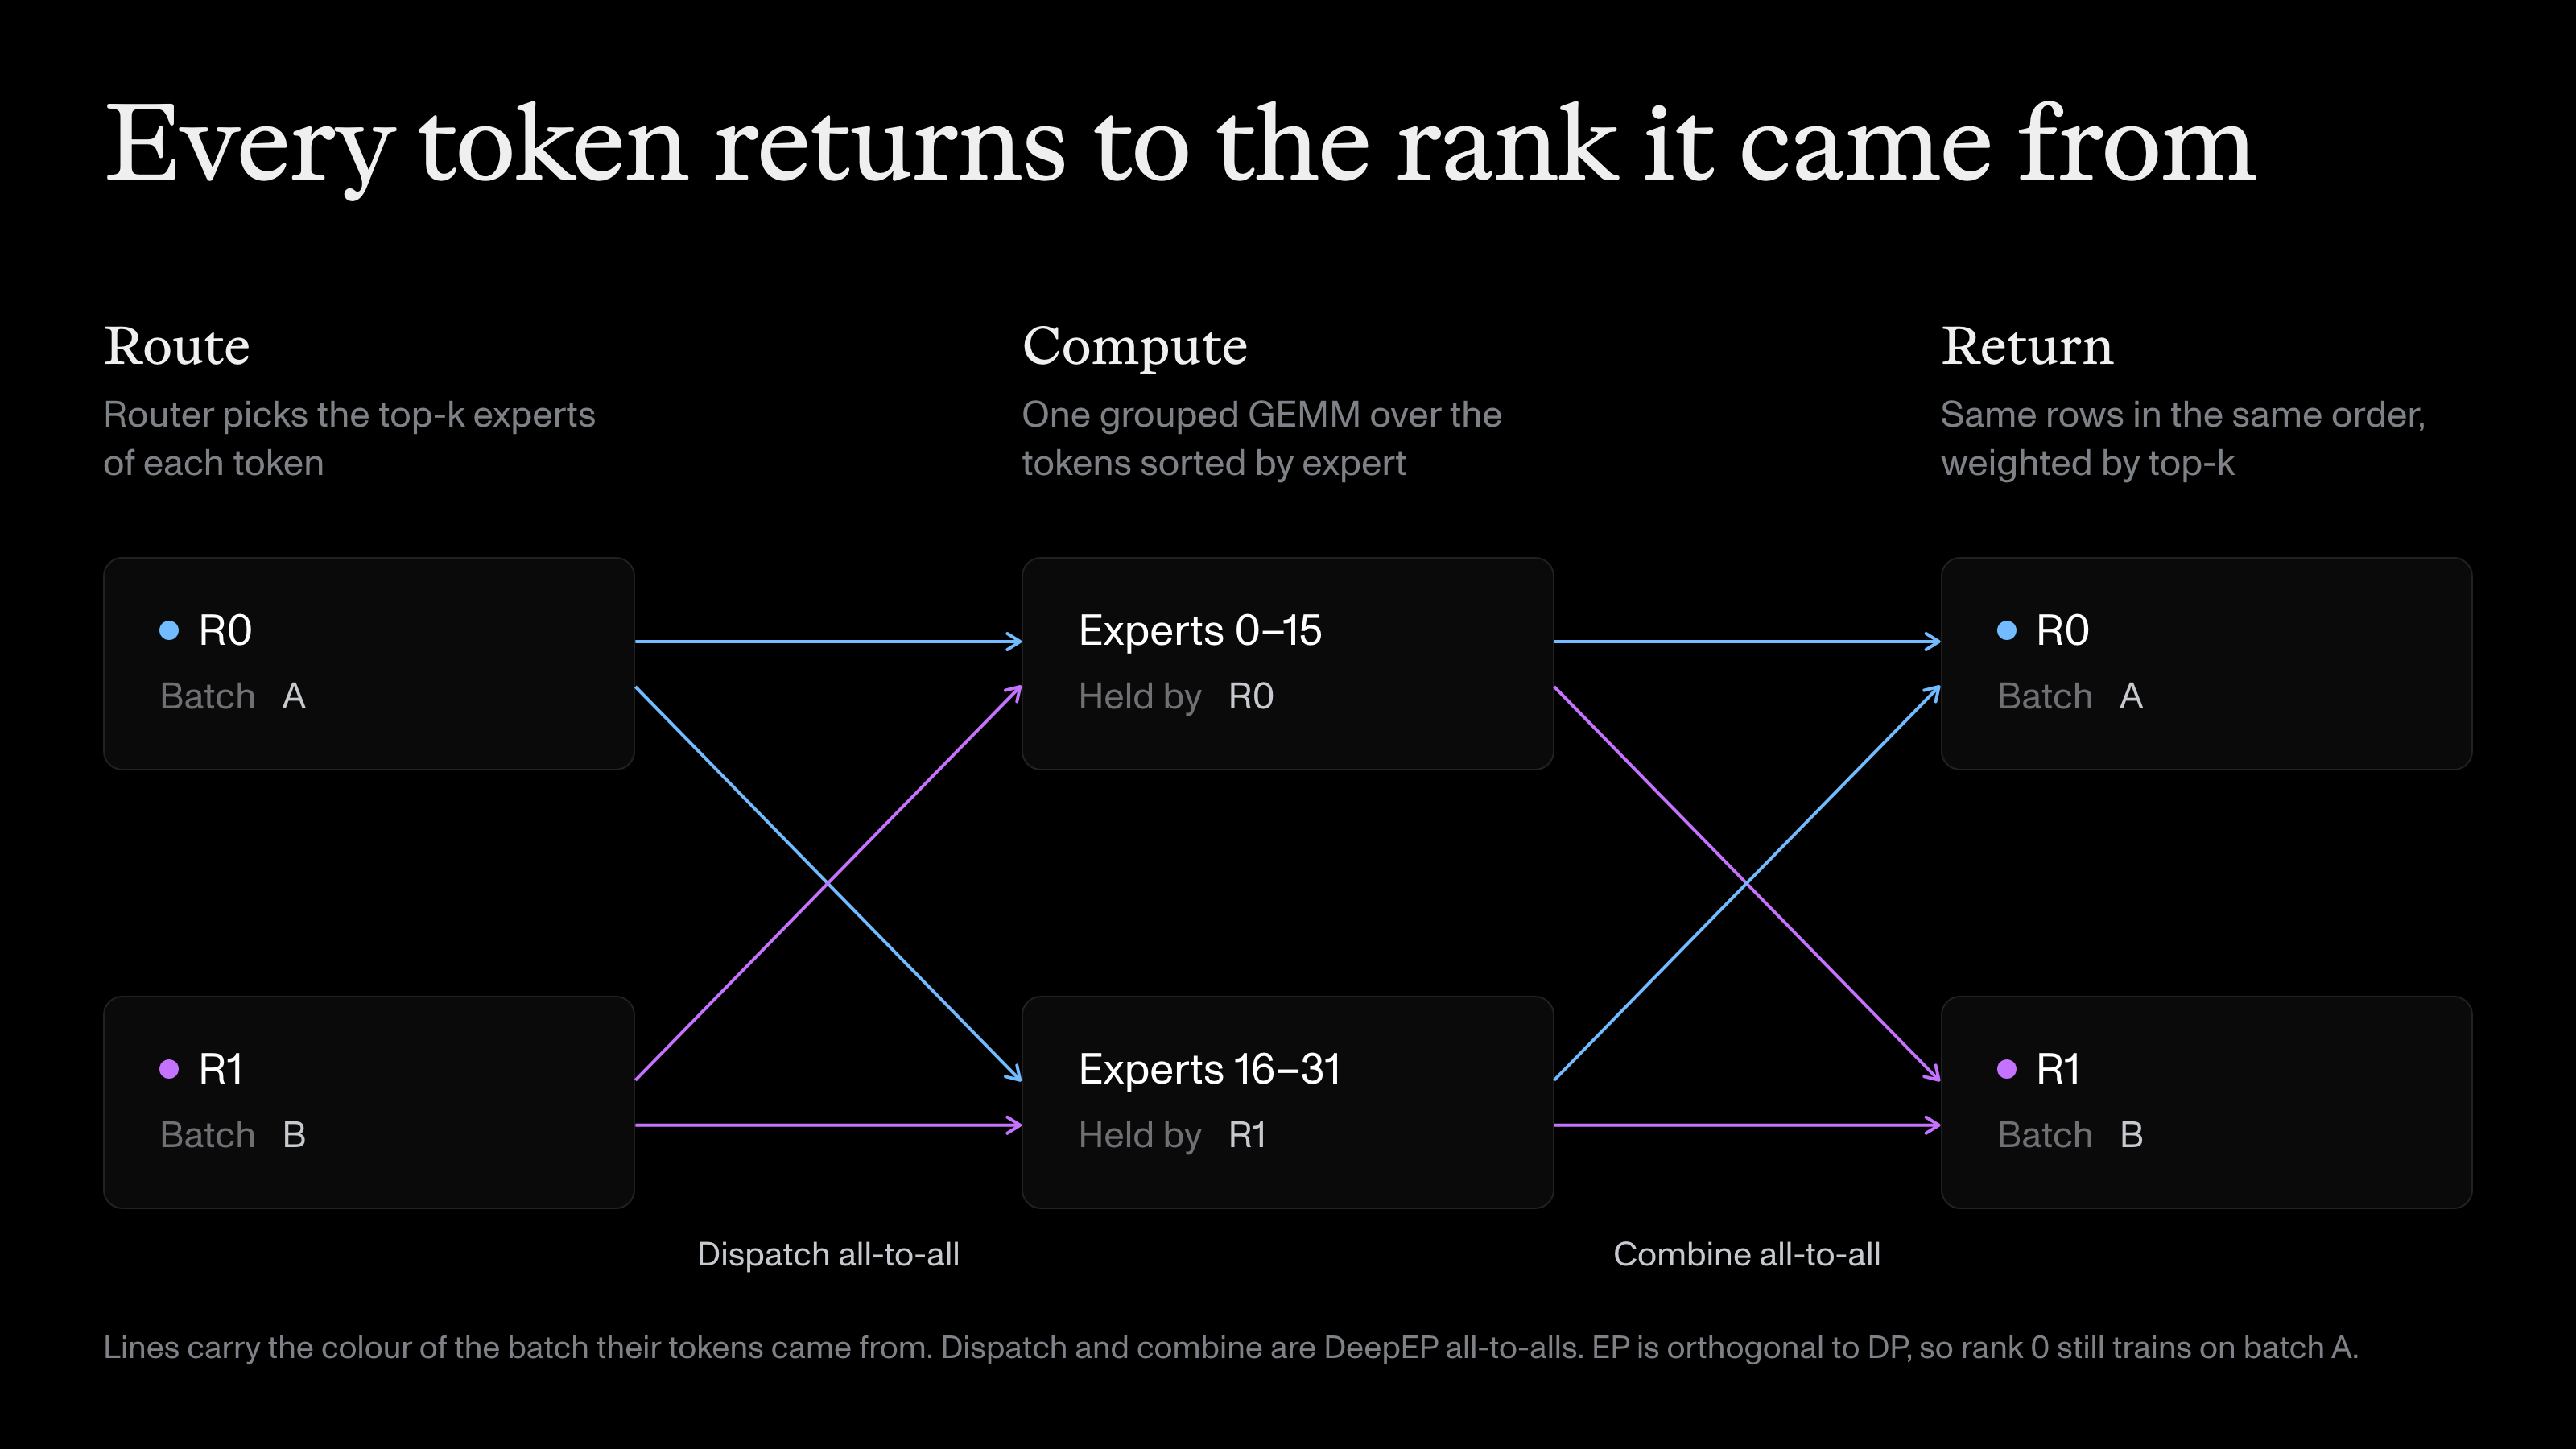 Every token returns to the rank it came from
Route
Router picks the top-k experts
of each token
Compute
One grouped GEMM over the
tokens sorted by expert
Return
Same rows in the same order,
weighted by top-k
R0
Batch A
Experts 0–15
Held by R0
R0
Batch A
R1
Batch B
Experts 16–31
Held by R1
R1
Batch B
Dispatch all-to-all
Combine all-to-all
Lines carry the colour of the batch their tokens came from. Dispatch and combine are DeepEP all-to-alls. EP is orthogonal to DP, so rank 0 still trains on batch A.